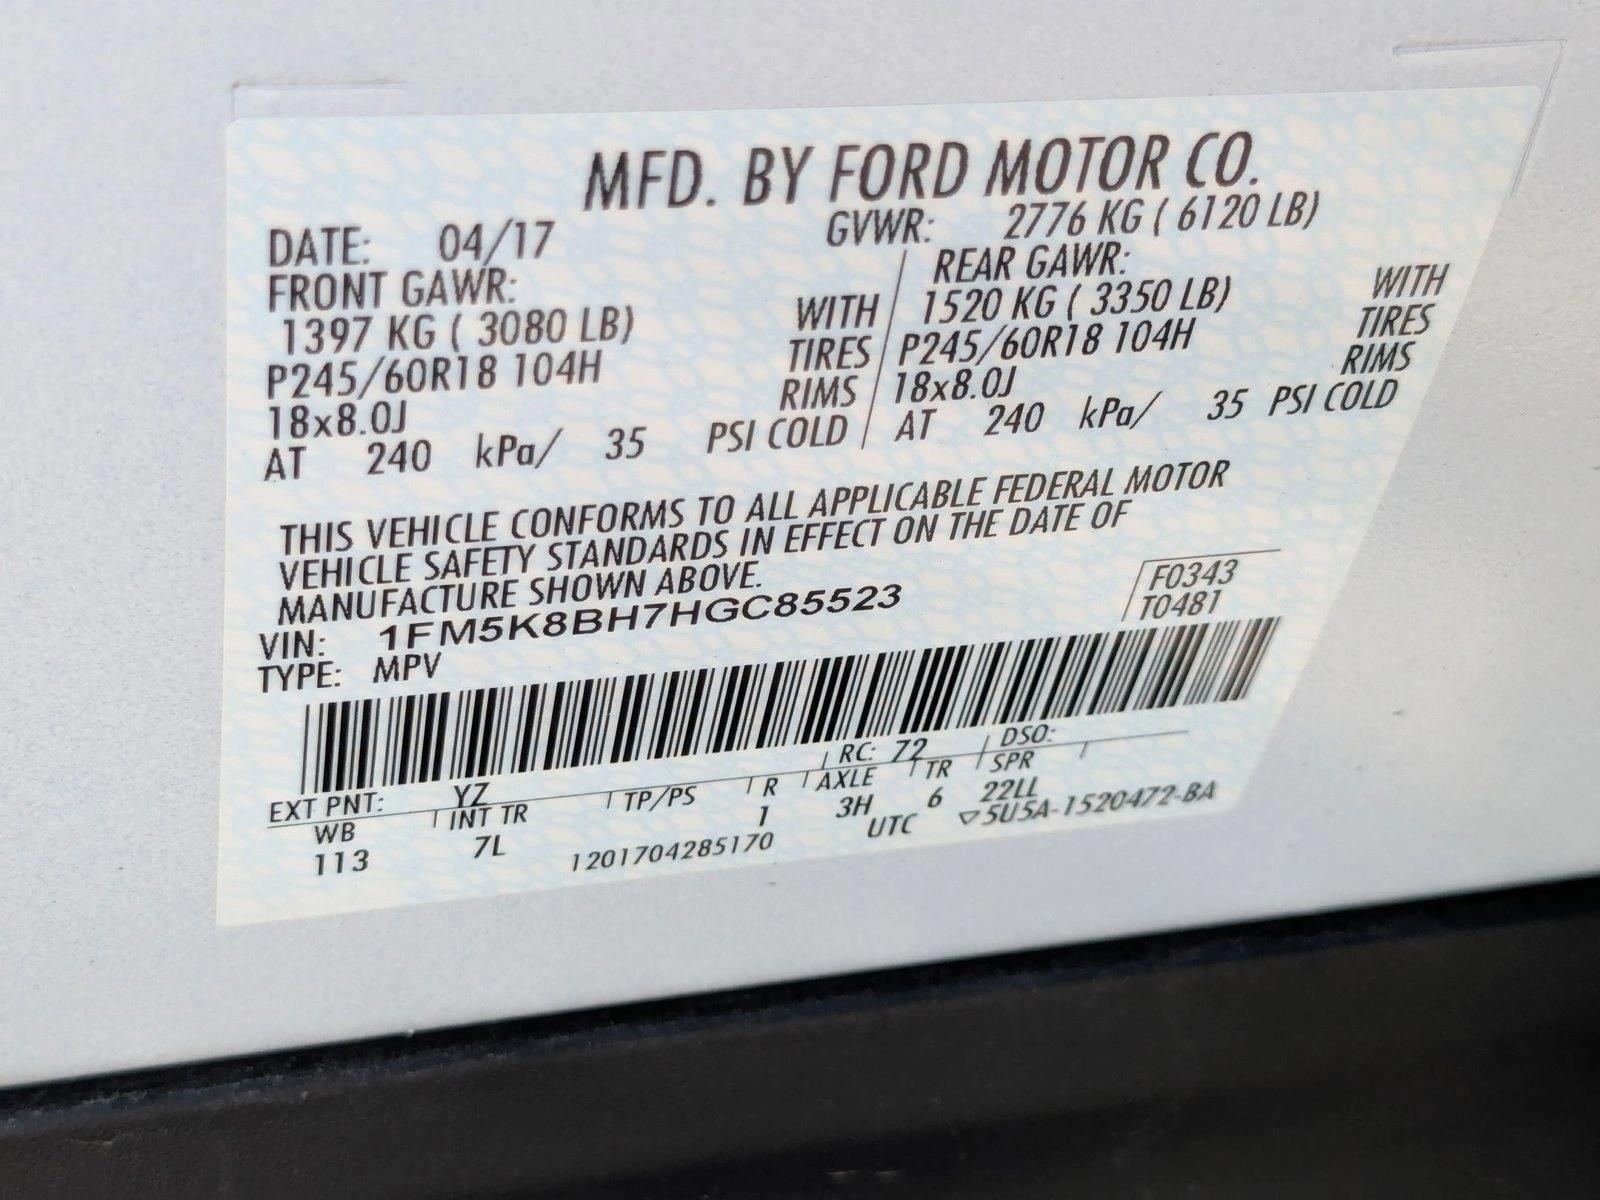 MFD. BY FORD MOTOR CO.
DATE: 04/17 GVWR: 2776 KG ( 6120 LB)
FRONT GAWR: REAR GAWR:
1397 KG ( 3080 LB) WITH 1520 KG ( 3350 LB) WITH
P245/60R18 104H TIRES P245/60R18 104H TIRES
18x8.0J RIMS 18x8.0J RIMS
AT 240 kPa/ 35 PSI COLD AT 240 kPa/ 35 PSI COLD
THIS VEHICLE CONFORMS TO ALL APPLICABLE FEDERAL MOTOR
VEHICLE SAFETY STANDARDS IN EFFECT ON THE DATE OF
MANUFACTURE SHOWN ABOVE.
VIN: 1FM5K8BH7HGC85523 F0343
TYPE: MPV T0481
EXT PNT: YZ RC: 72 DSO:
WB INT TR TP/PS R AXLE TR SPR
113 7L 1 3H 6 22LL
1201704285170 UTC ▽5U5A-1520472-BA